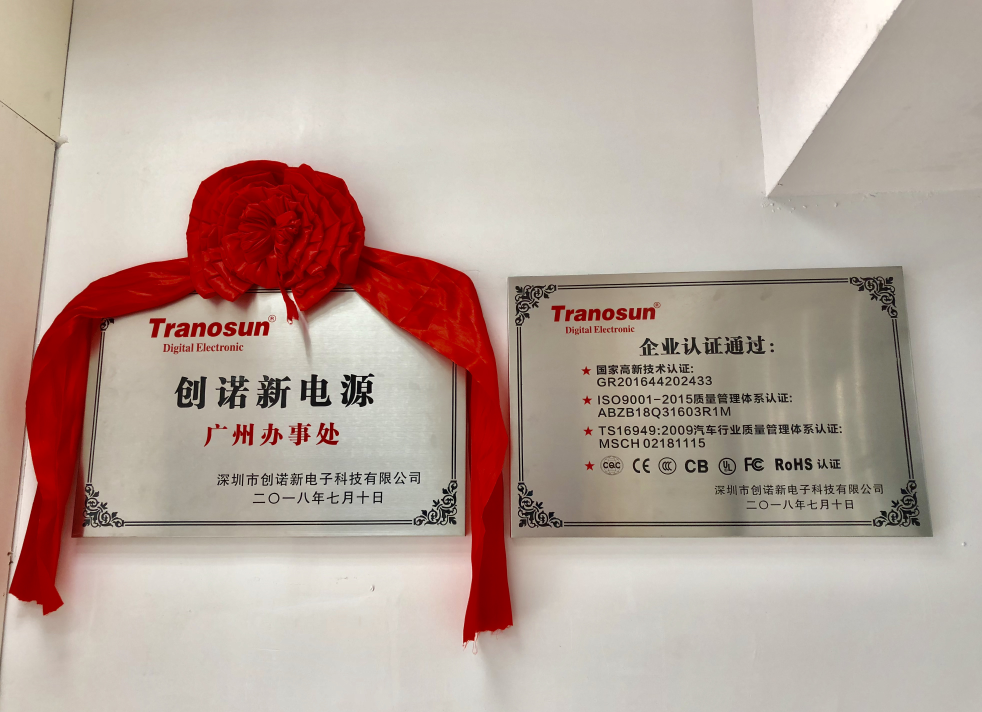 Tranosun®
Digital Electronic
创诺新电源
广州办事处
深圳市创诺新电子科技有限公司
二〇一八年七月十日
Tranosun®
Digital Electronic
企业认证通过:
★ 国家高新技术认证:
GR201644202433
★ ISO9001-2015质量管理体系认证:
ABZB18Q31603R1M
★ TS16949:2009汽车行业质量管理体系认证:
MSCH 02181115
★ CQC CE CCC CB UL FC RoHS 认证
深圳市创诺新电子科技有限公司
二〇一八年七月十日